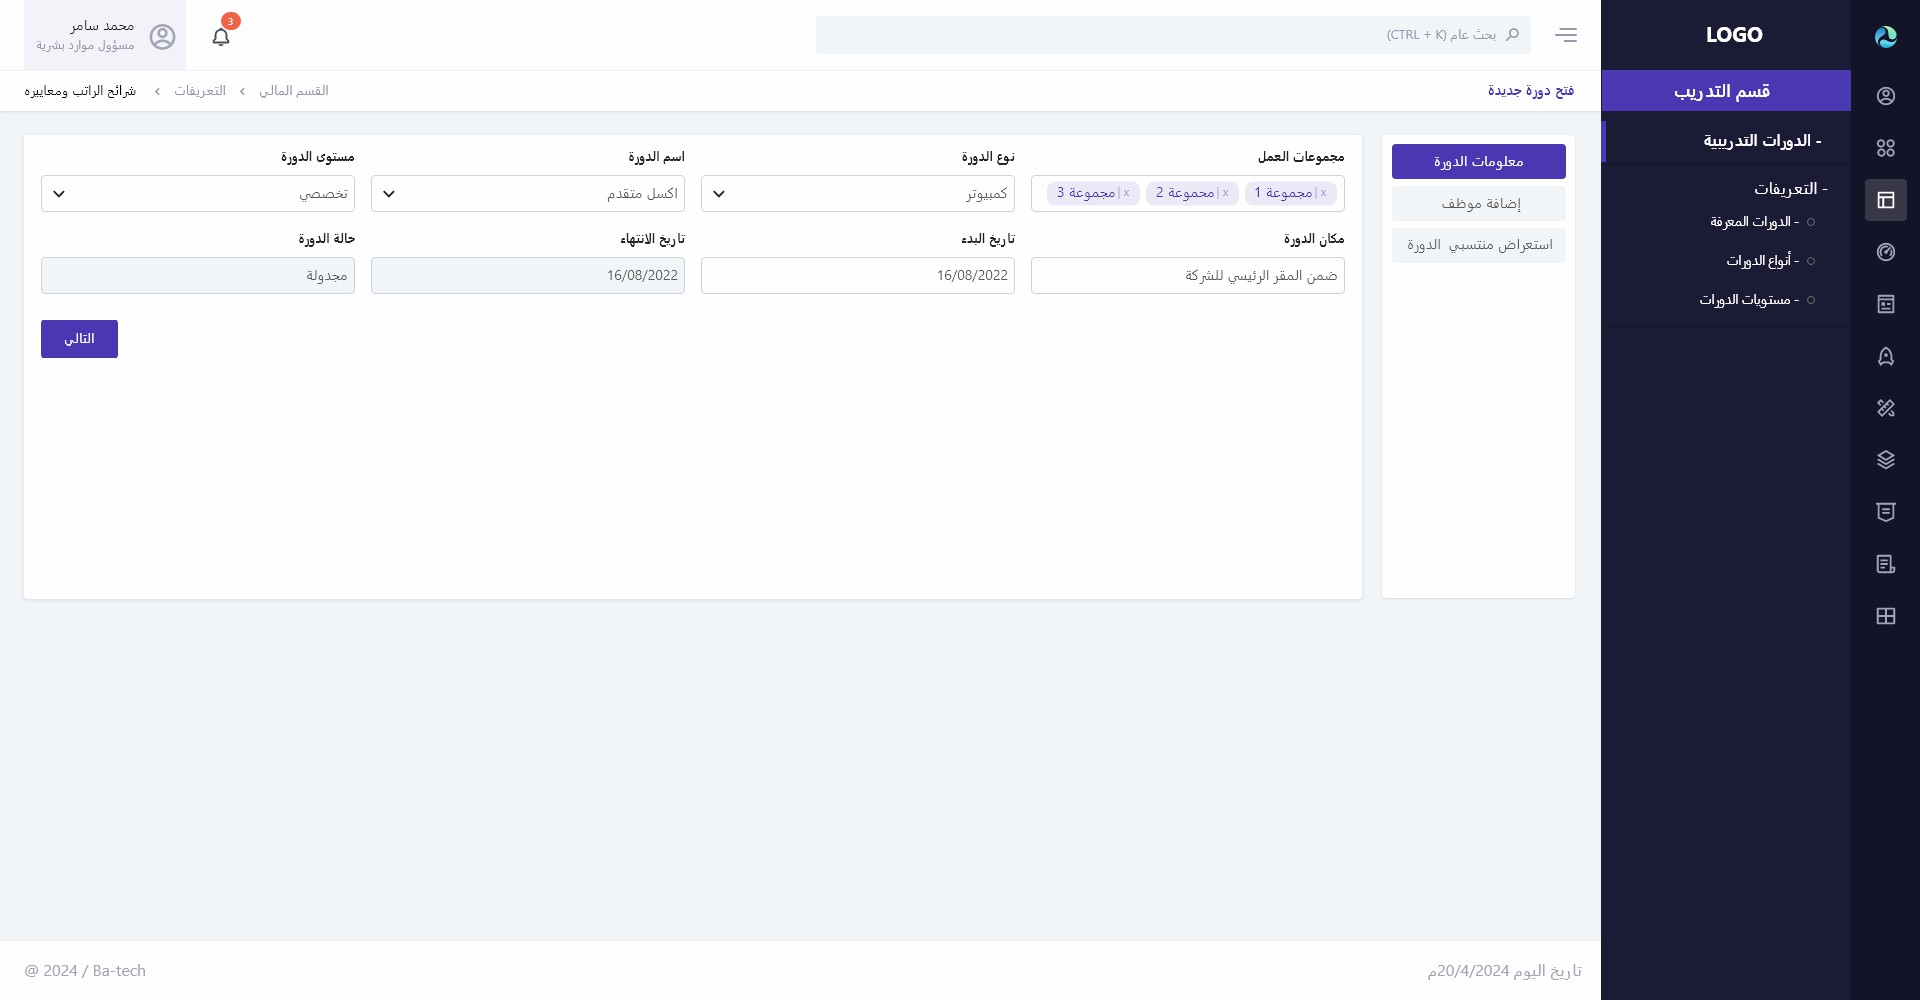 LOGO
قسم التدريب
- الدورات التدريبية
- التعريفات
- الدورات المعرفة
- أنواع الدورات
- مستويات الدورات
بحث عام (CTRL + K)
3
محمد سامر
مسؤول موارد بشرية
فتح دورة جديدة
القسم المالي > التعريفات > شرائح الراتب ومعاييره
معلومات الدورة
إضافة موظف
استعراض منتسبي الدورة
مجموعات العمل نوع الدورة اسم الدورة مستوى الدورة
x|مجموعة 1 x|مجموعة 2 x|مجموعة 3 كمبيوتر اكسل متقدم تخصصي
مكان الدورة تاريخ البدء تاريخ الانتهاء حالة الدورة
ضمن المقر الرئيسي للشركة 16/08/2022 16/08/2022 مجدولة
التالي
تاريخ اليوم 20/4/2024م
@ 2024 / Ba-tech